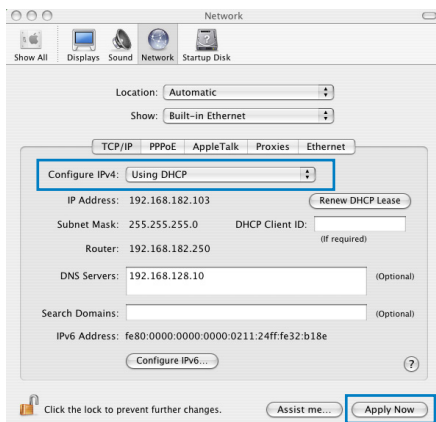 Network
Show All Displays Sound Network Startup Disk
Location: Automatic
Show: Built-in Ethernet
TCP/IP PPPoE AppleTalk Proxies Ethernet
Configure IPv4: Using DHCP
IP Address: 192.168.182.103 Renew DHCP Lease
Subnet Mask: 255.255.255.0 DHCP Client ID:
(If required)
Router: 192.168.182.250
DNS Servers: 192.168.128.10 (Optional)
Search Domains: (Optional)
IPv6 Address: fe80:0000:0000:0000:0211:24ff:fe32:b18e
Configure IPv6... ?
Click the lock to prevent further changes. Assist me... Apply Now